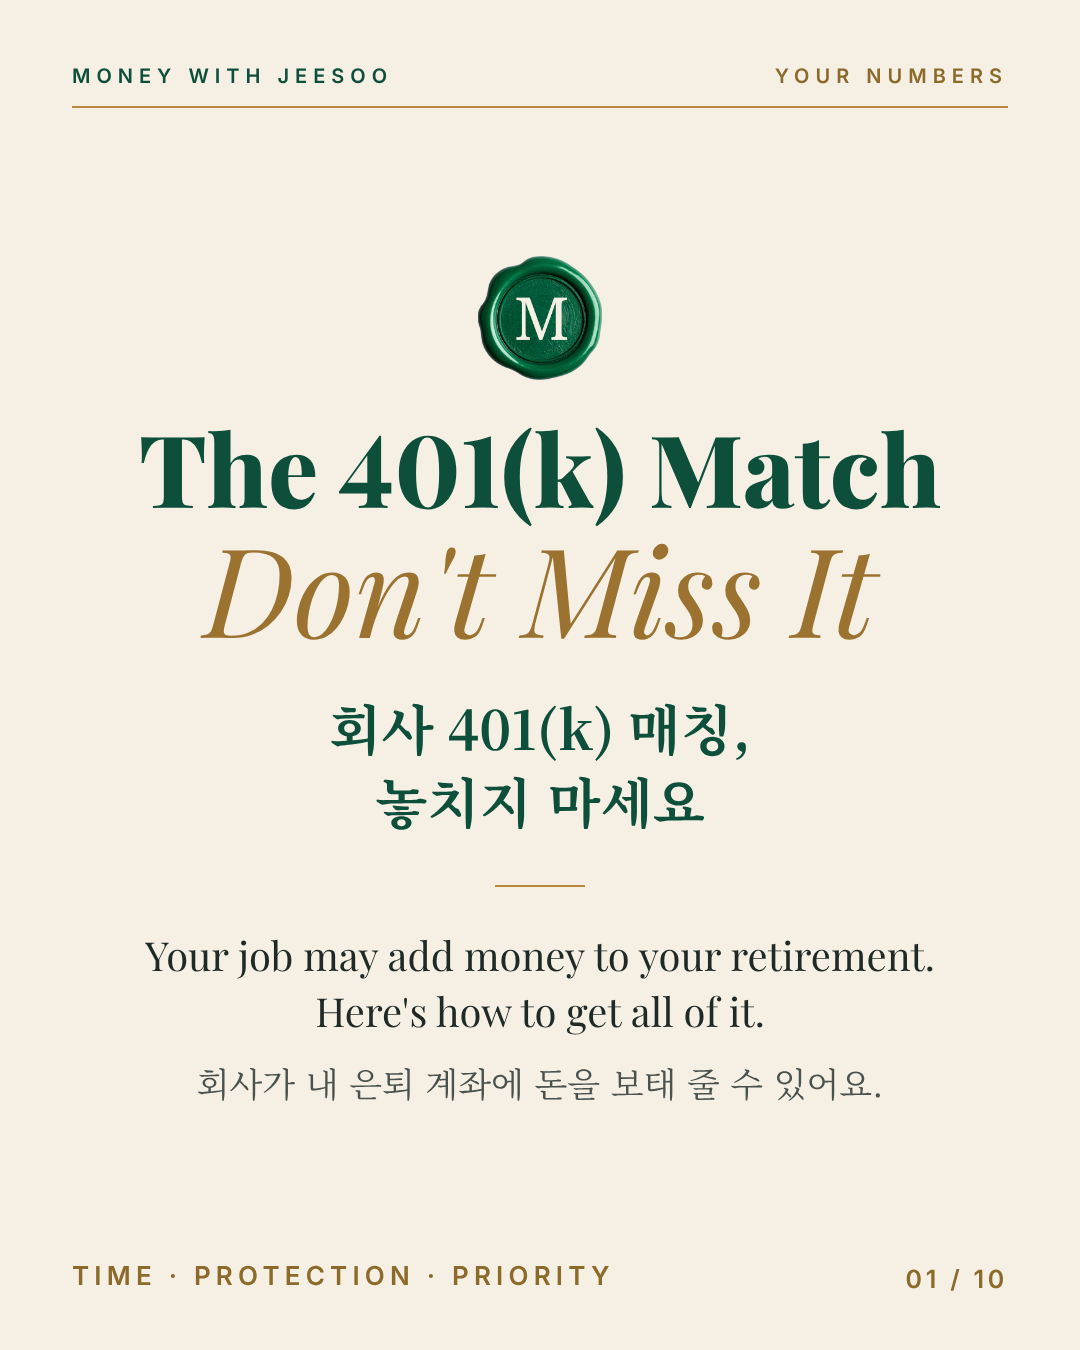 MONEY WITH JEESOO
YOUR NUMBERS
M
The 401(k) Match
Don't Miss It
회사 401(k) 매칭,
놓치지 마세요
Your job may add money to your retirement.
Here's how to get all of it.
회사가 내 은퇴 계좌에 돈을 보태 줄 수 있어요.
TIME · PROTECTION · PRIORITY
01 / 10